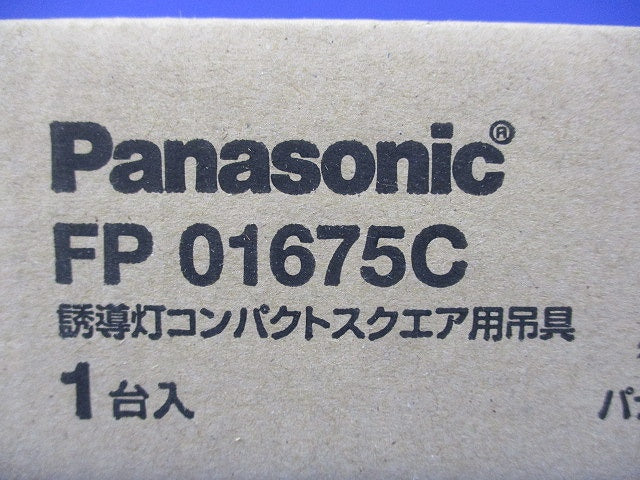 Panasonic®
FP 01675C
誘導灯コンパクトスクエア用吊具
1台入